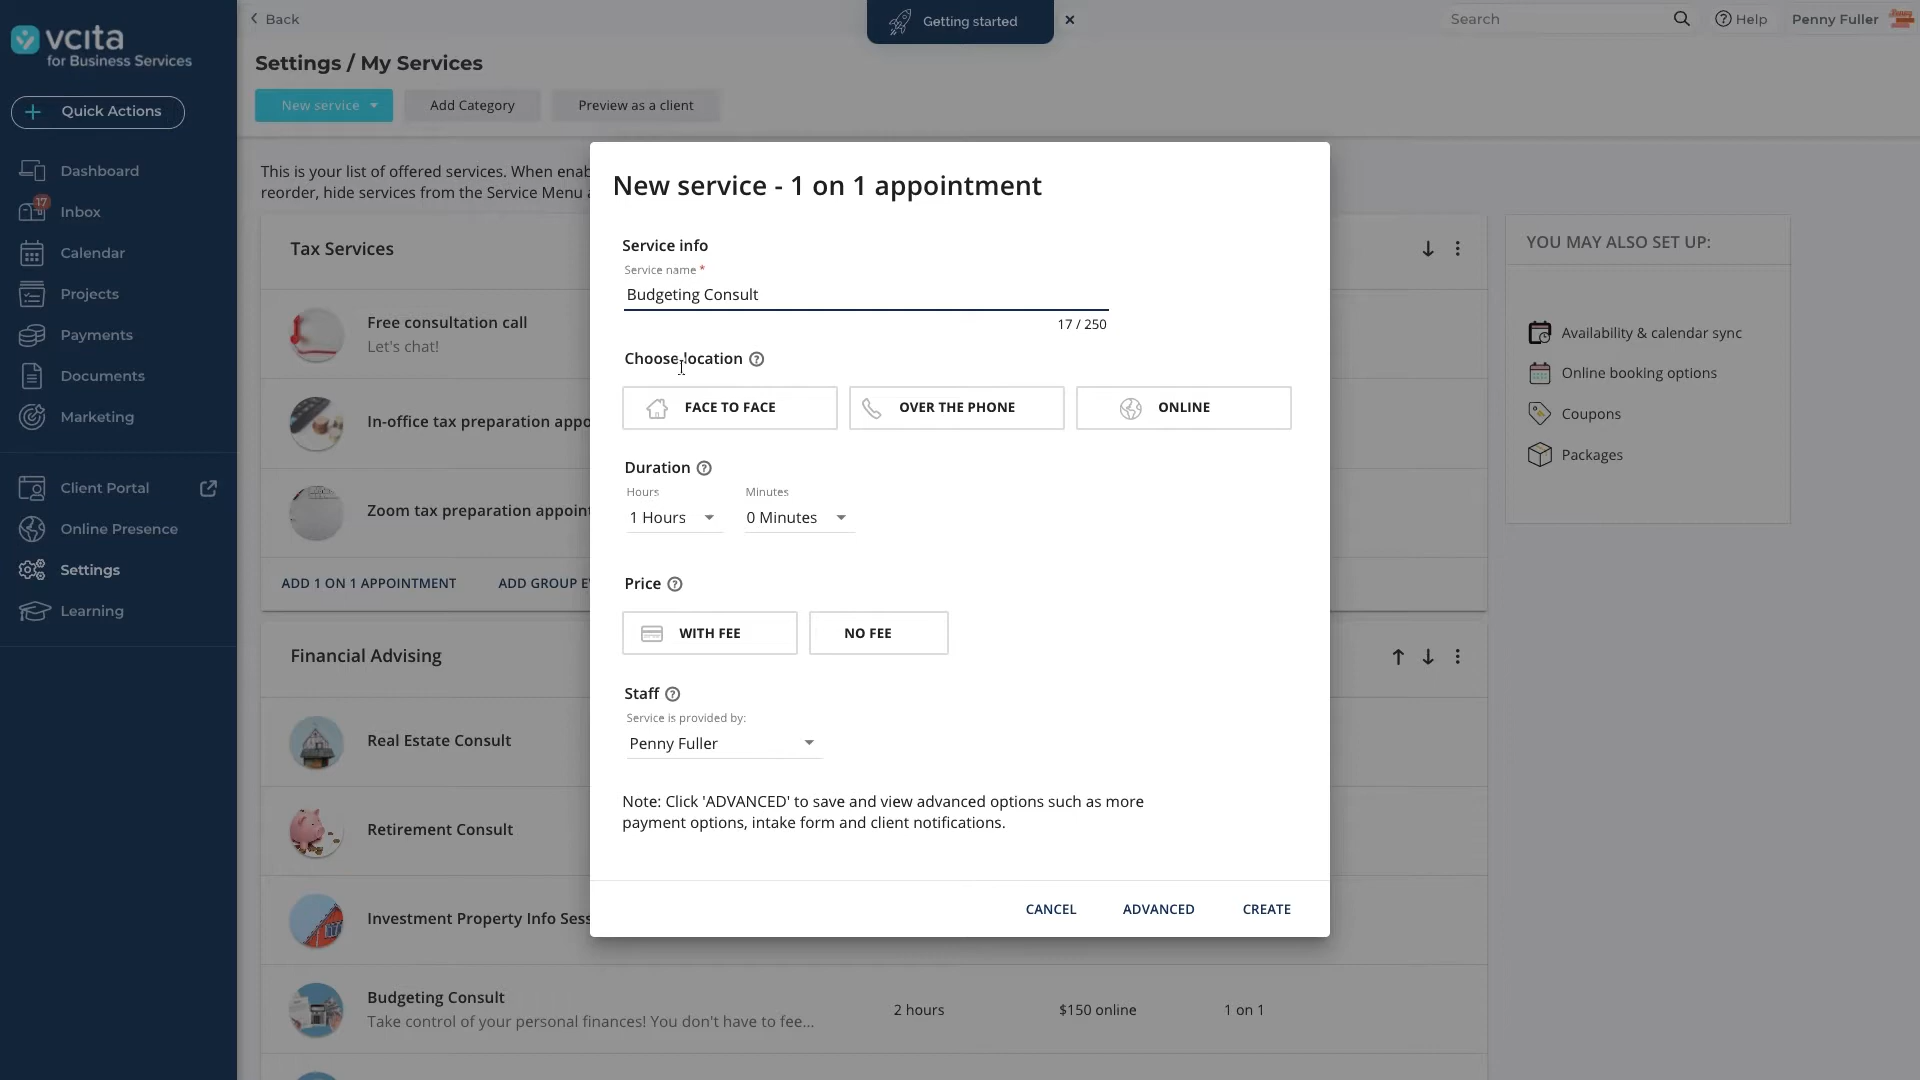 Back
Getting started
Search
Help
Penny Fuller
vcita
for Business Services
Settings / My Services
Quick Actions
New service
Add Category
Preview as a client
Dashboard
17
Inbox
Calendar
Projects
Payments
Documents
Marketing
Client Portal
Online Presence
Settings
Learning
This is your list of offered services. When enab
reorder, hide services from the Service Menu
Tax Services
Free consultation call
Let's chat!
In-office tax preparation appo
Zoom tax preparation appoin
ADD 1 ON 1 APPOINTMENT
ADD GROUP E
Financial Advising
Real Estate Consult
Retirement Consult
Investment Property Info Sess
Budgeting Consult
Take control of your personal finances! You don't have to fee...
2 hours
$150 online
1 on 1
New service - 1 on 1 appointment
Service info
Service name *
Budgeting Consult
17 / 250
Choose location
FACE TO FACE
OVER THE PHONE
ONLINE
Duration
Hours
Minutes
1 Hours
0 Minutes
Price
WITH FEE
NO FEE
Staff
Service is provided by:
Penny Fuller
Note: Click 'ADVANCED' to save and view advanced options such as more
payment options, intake form and client notifications.
CANCEL
ADVANCED
CREATE
YOU MAY ALSO SET UP:
Availability & calendar sync
Online booking options
Coupons
Packages